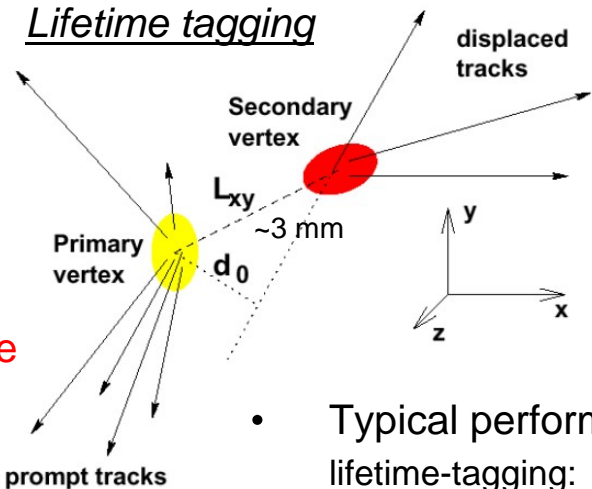 Lifetime tagging
displaced
tracks
Secondary
vertex
Lxy
~3 mm
Primary
vertex
d0
y
x
z
e
• Typical perform
lifetime-tagging:
prompt tracks